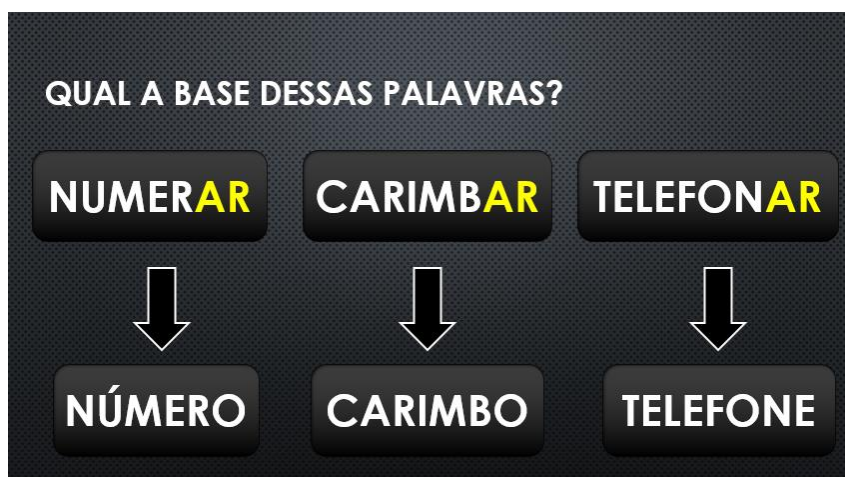 QUAL A BASE DESSAS PALAVRAS?
NUMERAR CARIMBAR TELEFONAR
NÚMERO CARIMBO TELEFONE